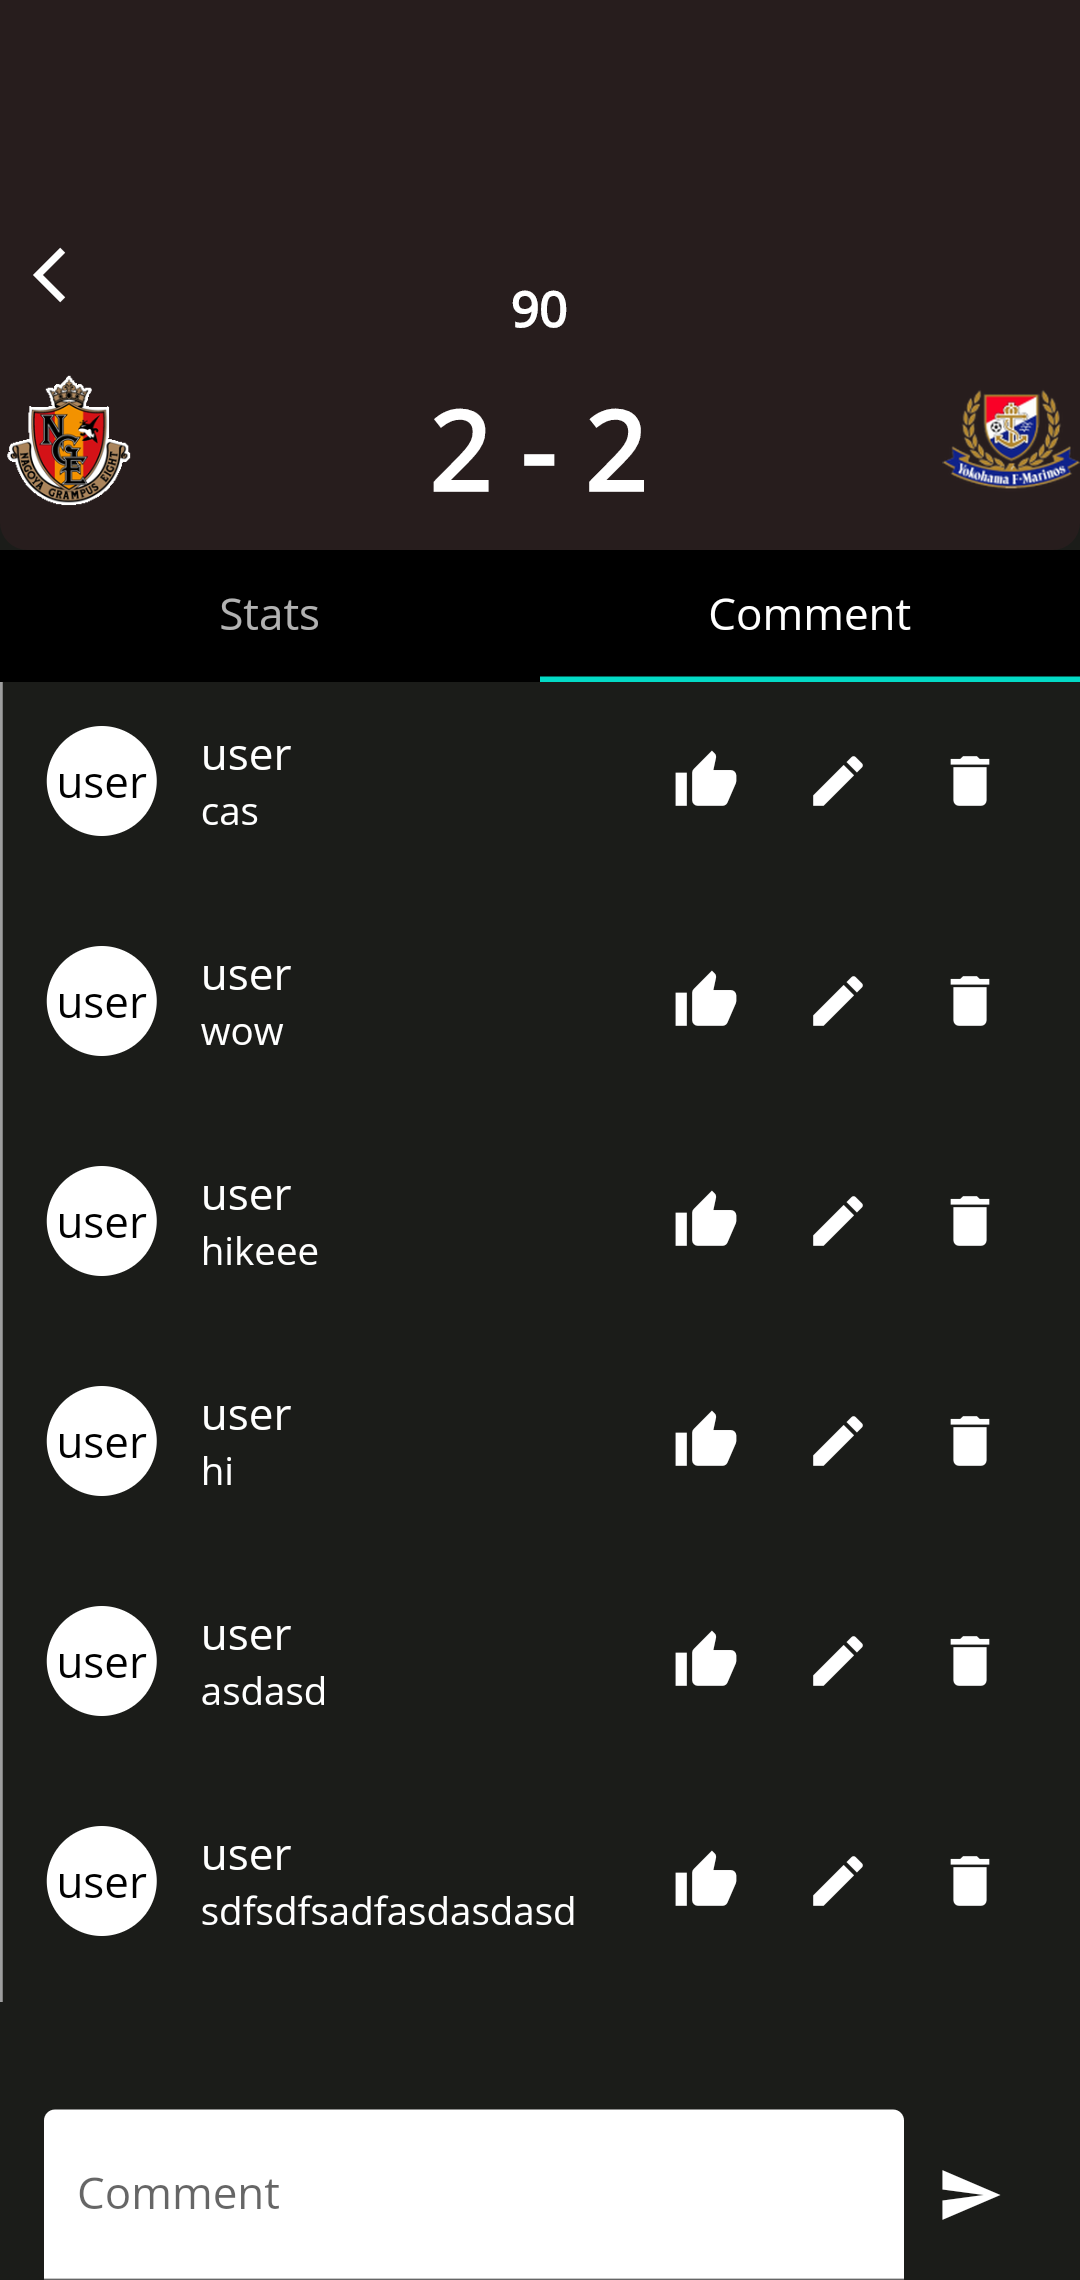 90
2 - 2
NGE
NAGOYA GRAMPUS EIGHT
Yokohama F·Marinos
Stats
Comment
user
user
cas
user
user
wow
user
user
hikeee
user
user
hi
user
user
asdasd
user
user
sdfsdfsadfasdasdasd
Comment